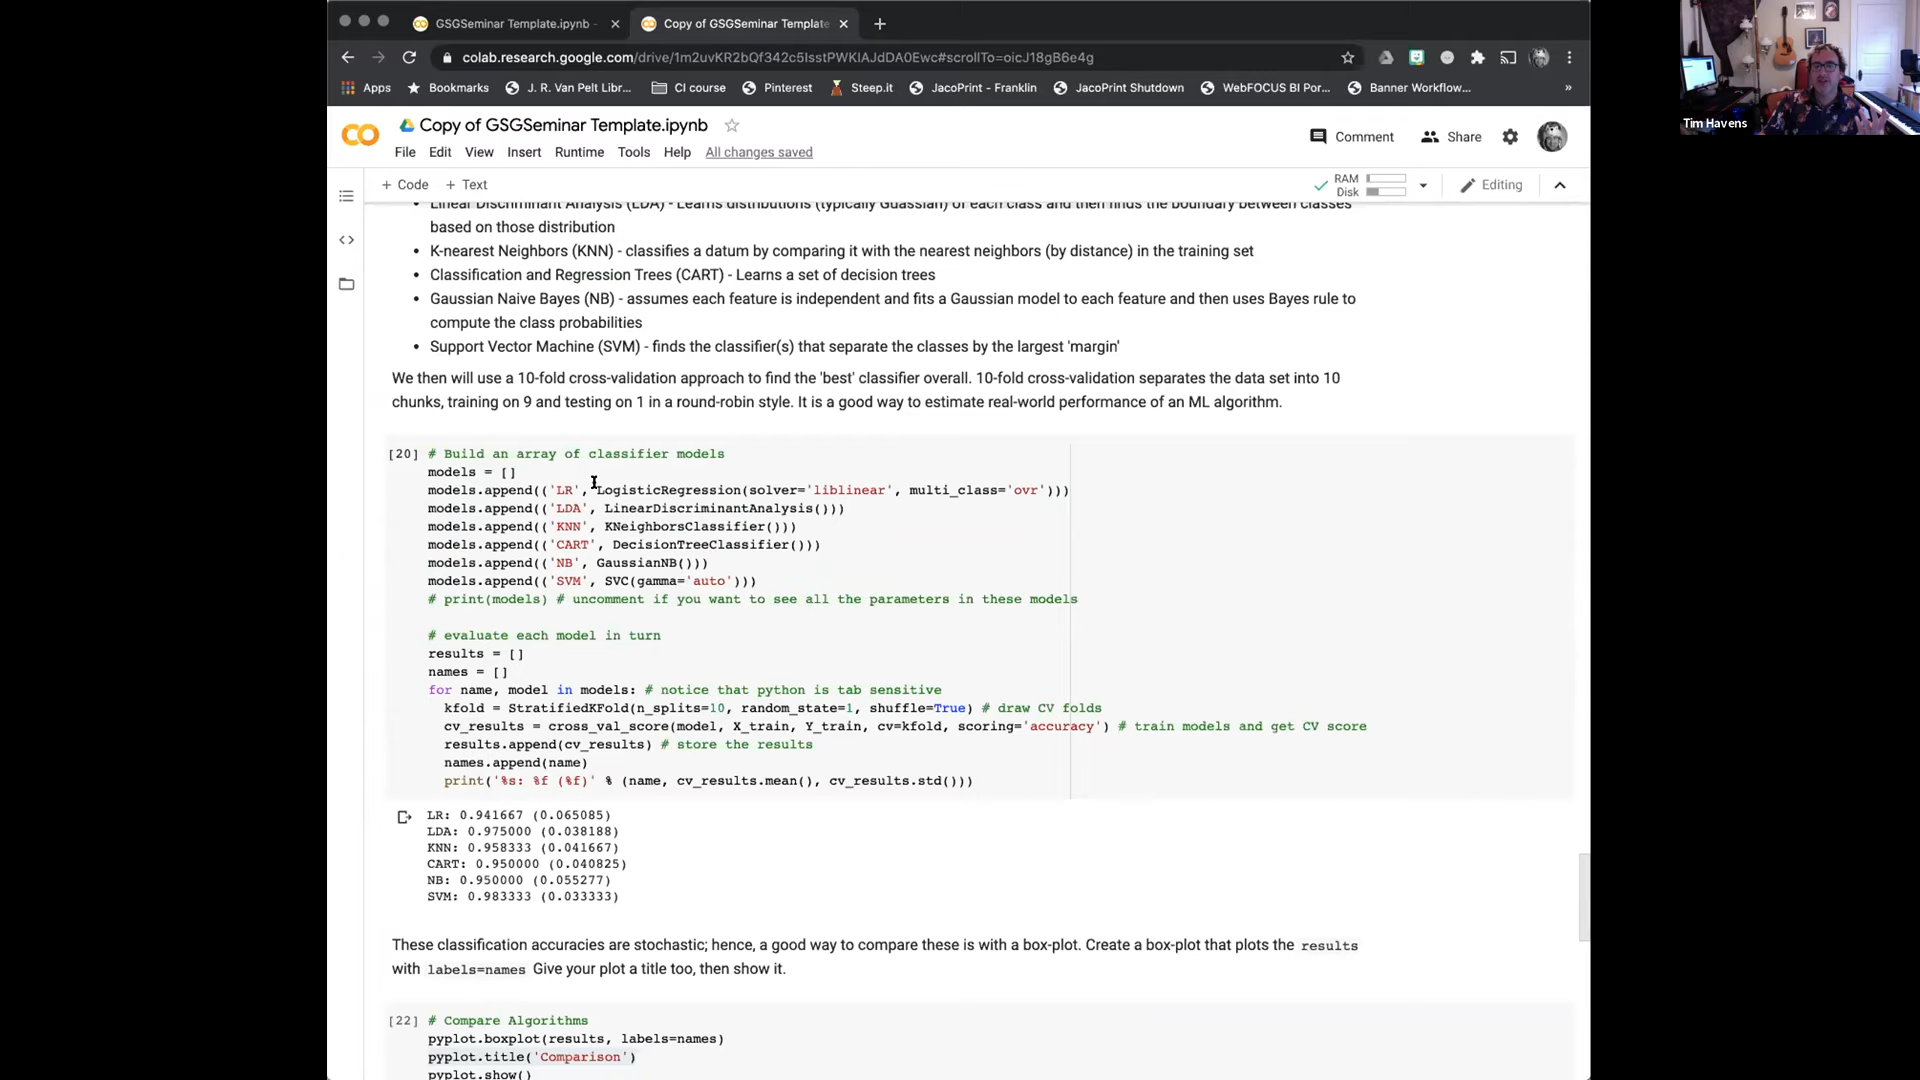 GSGSeminar Template.ipynb -
Copy of GSGSeminar Template
colab.research.google.com/drive/1m2uvKR2bQf342c5IsstPWKlAJdDA0Ewc#scrollTo=oicJ18gB6e4g
Apps Bookmarks J. R. Van Pelt Libr... CI course Pinterest Steep.it JacoPrint - Franklin JacoPrint Shutdown WebFOCUS BI Por... Banner Workflow... »
Tim Havens
Copy of GSGSeminar Template.ipynb
Comment Share
File Edit View Insert Runtime Tools Help All changes saved
+ Code + Text
RAM
Disk
Editing
Linear Discriminant Analysis (LDA) - Learns distributions (typically Guassian) of each class and then finds the boundary between classes
based on those distribution
K-nearest Neighbors (KNN) - classifies a datum by comparing it with the nearest neighbors (by distance) in the training set
Classification and Regression Trees (CART) - Learns a set of decision trees
Gaussian Naive Bayes (NB) - assumes each feature is independent and fits a Gaussian model to each feature and then uses Bayes rule to
compute the class probabilities
Support Vector Machine (SVM) - finds the classifier(s) that separate the classes by the largest 'margin'
We then will use a 10-fold cross-validation approach to find the 'best' classifier overall. 10-fold cross-validation separates the data set into 10
chunks, training on 9 and testing on 1 in a round-robin style. It is a good way to estimate real-world performance of an ML algorithm.
[20] # Build an array of classifier models
models = []
models.append(('LR', LogisticRegression(solver='liblinear', multi_class='ovr')))
models.append(('LDA', LinearDiscriminantAnalysis()))
models.append(('KNN', KNeighborsClassifier()))
models.append(('CART', DecisionTreeClassifier()))
models.append(('NB', GaussianNB()))
models.append(('SVM', SVC(gamma='auto')))
# print(models) # uncomment if you want to see all the parameters in these models
# evaluate each model in turn
results = []
names = []
for name, model in models: # notice that python is tab sensitive
kfold = StratifiedKFold(n_splits=10, random_state=1, shuffle=True) # draw CV folds
cv_results = cross_val_score(model, X_train, Y_train, cv=kfold, scoring='accuracy') # train models and get CV score
results.append(cv_results) # store the results
names.append(name)
print('%s: %f (%f)' % (name, cv_results.mean(), cv_results.std()))
LR: 0.941667 (0.065085)
LDA: 0.975000 (0.038188)
KNN: 0.958333 (0.041667)
CART: 0.950000 (0.040825)
NB: 0.950000 (0.055277)
SVM: 0.983333 (0.033333)
These classification accuracies are stochastic; hence, a good way to compare these is with a box-plot. Create a box-plot that plots the results
with labels=names Give your plot a title too, then show it.
[22] # Compare Algorithms
pyplot.boxplot(results, labels=names)
pyplot.title('Comparison')
pyplot.show()